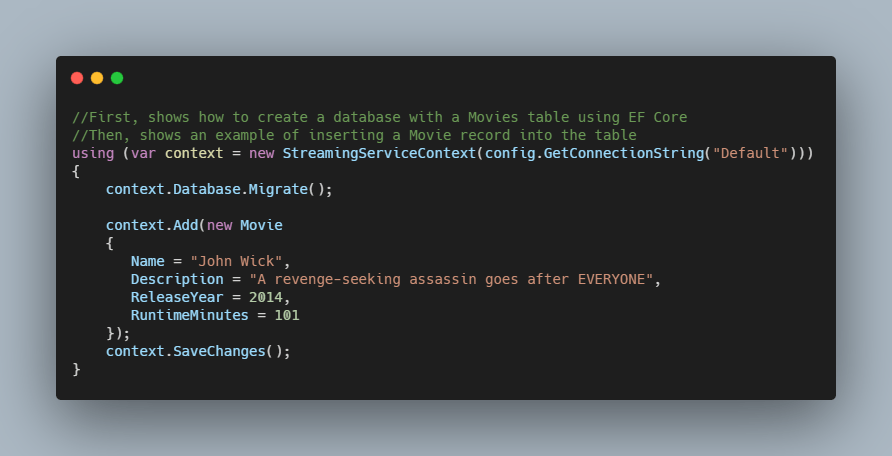 //First, shows how to create a database with a Movies table using EF Core
//Then, shows an example of inserting a Movie record into the table
using (var context = new StreamingServiceContext(config.GetConnectionString("Default")))
{
    context.Database.Migrate();

    context.Add(new Movie
    {
       Name = "John Wick",
       Description = "A revenge-seeking assassin goes after EVERYONE",
       ReleaseYear = 2014,
       RuntimeMinutes = 101
    });
    context.SaveChanges();
}